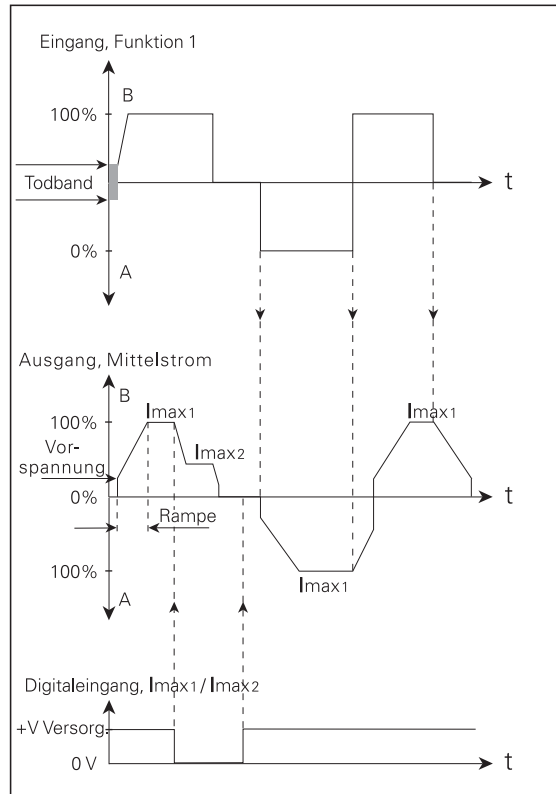 Eingang, Funktion 1
B
100%
Todband
t
0%
A
Ausgang, Mittelstrom
B
100%
Imax1
Imax1
Imax2
Vor-
spannung
0%
t
Rampe
100%
Imax1
A
Digitaleingang, Imax1 / Imax2
+V Versorg.
0 V
t